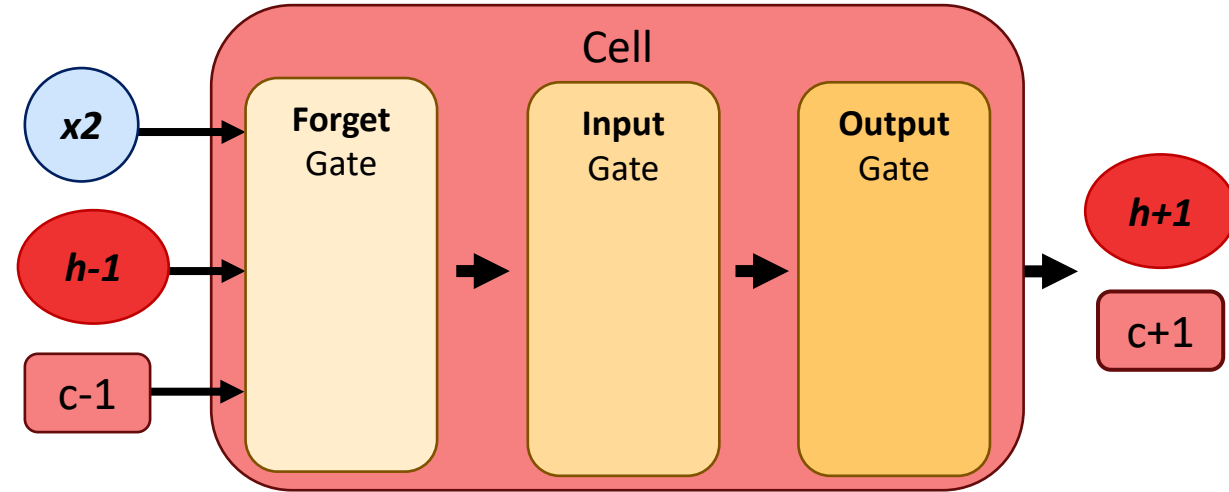 Cell
x2
h-1
c-1
Forget
Gate
Input
Gate
Output
Gate
h+1
c+1